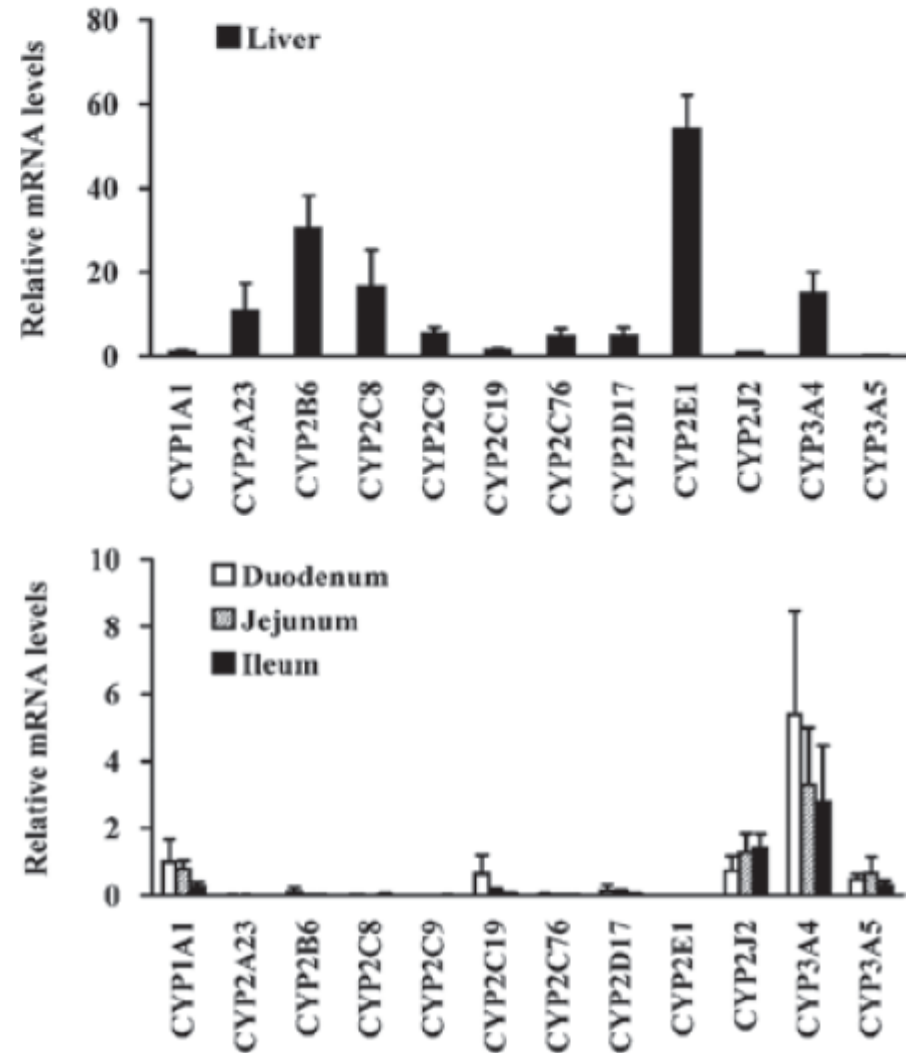 80
60
40
20
0
Relative mRNA levels
Liver
CYP1A1
CYP2A23
CYP2B6
CYP2C8
CYP2C9
CYP2C19
CYP2C76
CYP2D17
CYP2E1
CYP2J2
CYP3A4
CYP3A5
10
8
6
4
2
0
Relative mRNA levels
Duodenum
Jejunum
Ileum
CYP1A1
CYP2A23
CYP2B6
CYP2C8
CYP2C9
CYP2C19
CYP2C76
CYP2D17
CYP2E1
CYP2J2
CYP3A4
CYP3A5